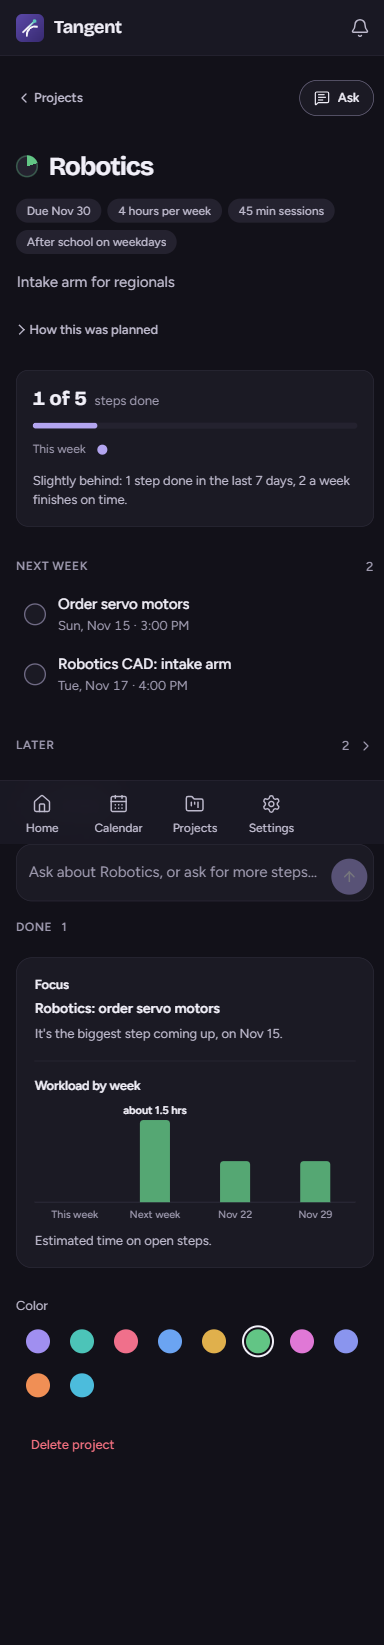 Tangent
Projects
Ask
Robotics
Due Nov 30
4 hours per week
45 min sessions
After school on weekdays
Intake arm for regionals
How this was planned
1 of 5 steps done
This week
Slightly behind: 1 step done in the last 7 days, 2 a week
finishes on time.
NEXT WEEK 2
Order servo motors
Sun, Nov 15 · 3:00 PM
Robotics CAD: intake arm
Tue, Nov 17 · 4:00 PM
LATER 2
Home
Calendar
Projects
Settings
Ask about Robotics, or ask for more steps...
DONE 1
Focus
Robotics: order servo motors
It's the biggest step coming up, on Nov 15.
Workload by week
about 1.5 hrs
This week
Next week
Nov 22
Nov 29
Estimated time on open steps.
Color
Delete project